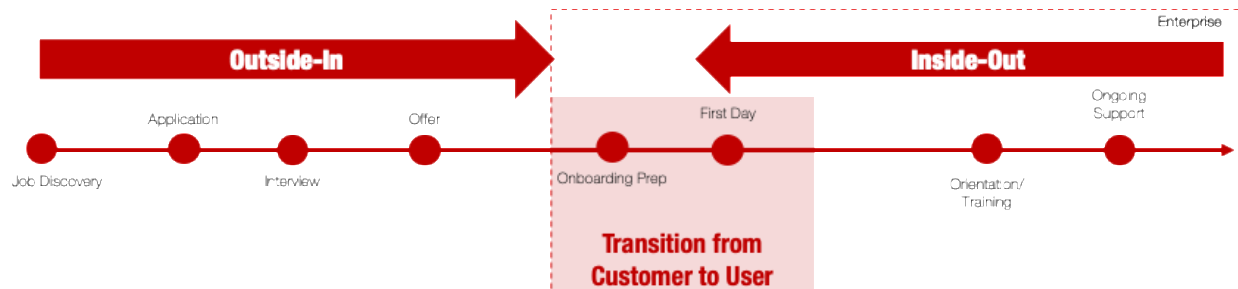 Enterprise
Outside-In
Inside-Out
Job Discovery
Application
Interview
Offer
Onboarding Prep
First Day
Orientation/
Training
Ongoing
Support
Transition from
Customer to User